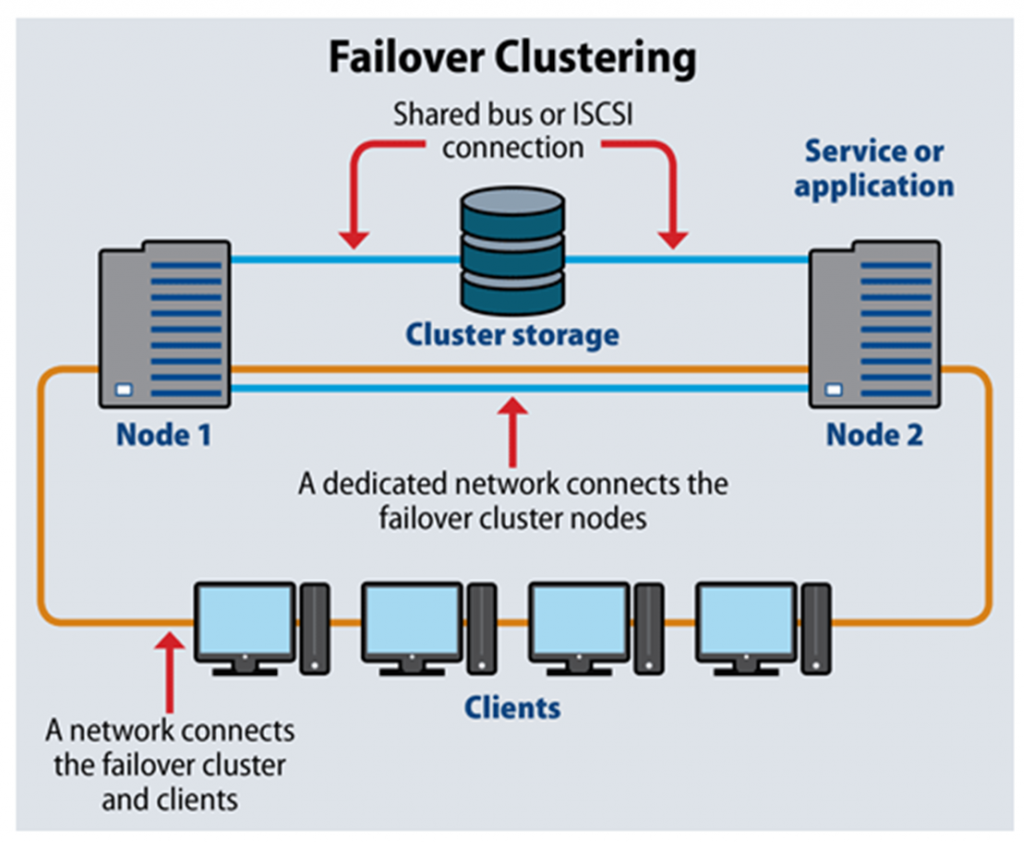 Failover Clustering
Shared bus or ISCSI
connection
Service or
application
Cluster storage
Node 1
Node 2
A dedicated network connects the
failover cluster nodes
Clients
A network connects
the failover cluster
and clients